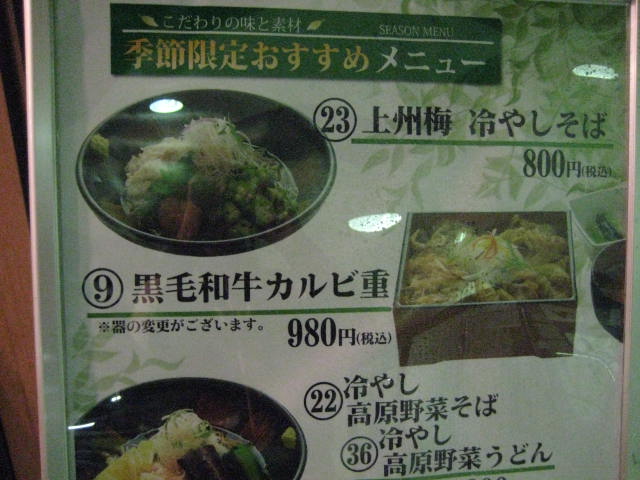 こだわりの味と素材
SEASON MENU
季節限定おすすめメニュー
㉓上州梅 冷やしそば
800円(税込)
⑨黒毛和牛カルビ重
※器の変更がございます。
980円(税込)
㉒冷やし
高原野菜そば
㊱冷やし
高原野菜うどん